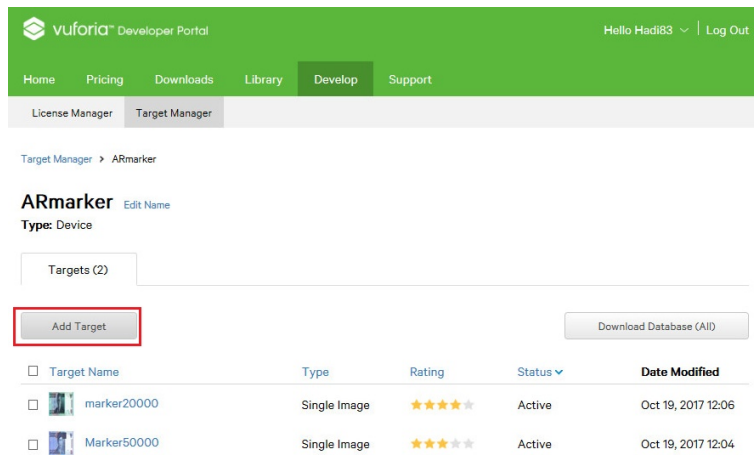 vuforia™ Developer Portal
Hello Hadi83 | Log Out
Home Pricing Downloads Library Develop Support
License Manager Target Manager
Target Manager > ARmarker
ARmarker Edit Name
Type: Device
Targets (2)
Add Target Download Database (All)
Target Name Type Rating Status Date Modified
marker20000 Single Image Active Oct 19, 2017 12:06
Marker50000 Single Image Active Oct 19, 2017 12:04